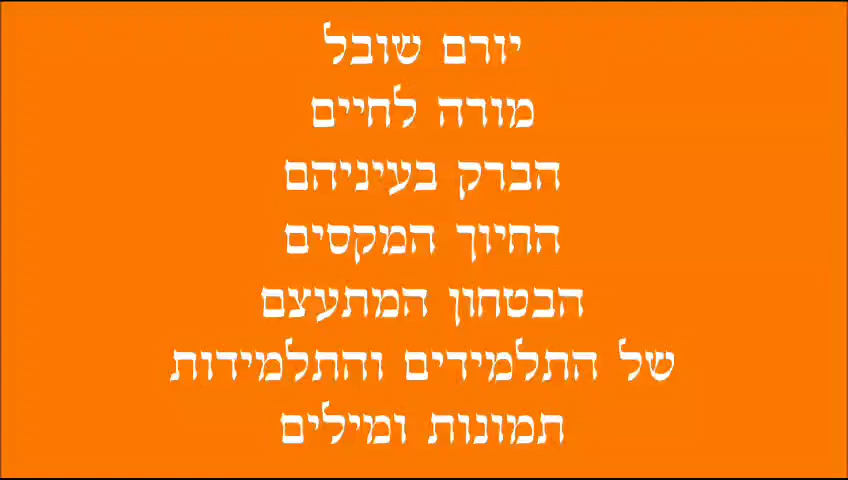 יורם שובל
מורה לחיים
הברק בעיניהם
החיוך המקסים
הבטחון המתעצם
של התלמידים והתלמידות
תמונות ומילים